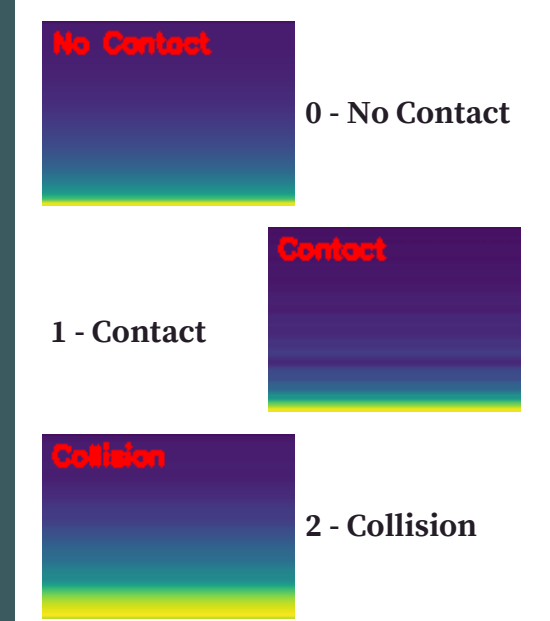 No Contact
0 - No Contact
Contact
1 - Contact
Collision
2 - Collision